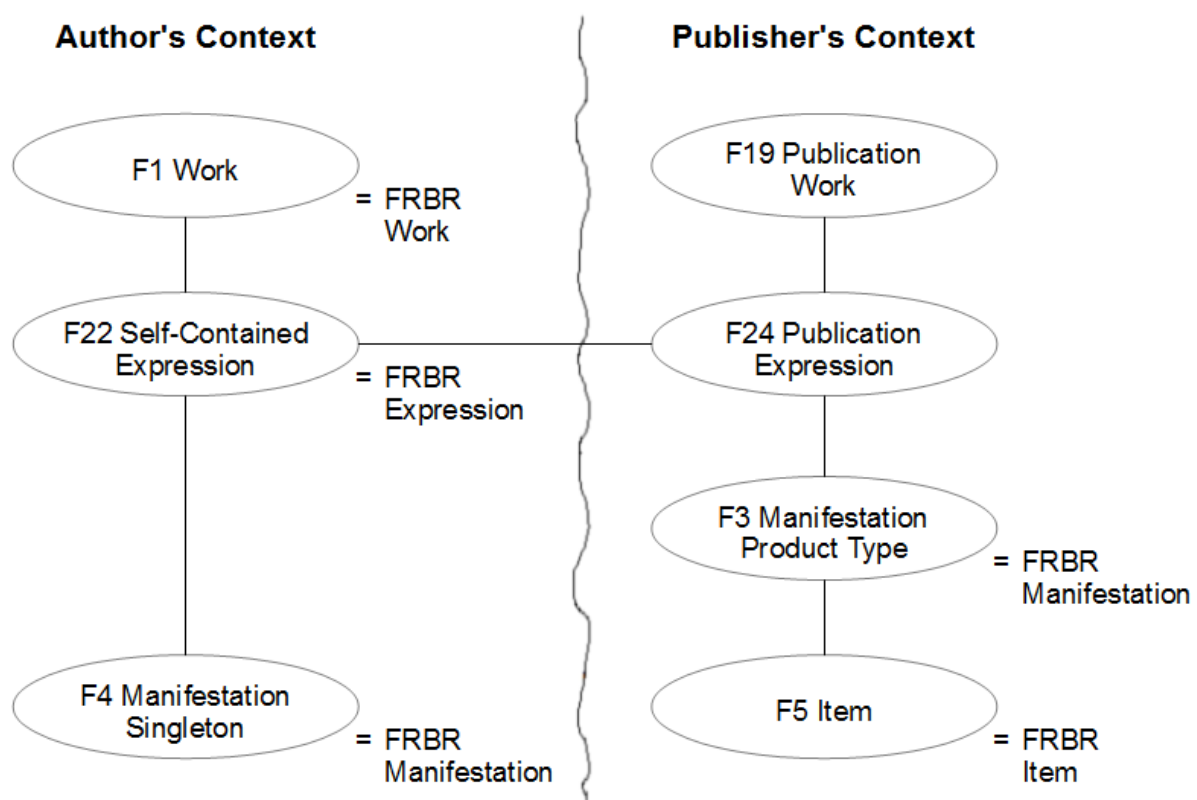 Author's Context
Publisher's Context
F1 Work
= FRBR
Work
F19 Publication
Work
F22 Self-Contained
Expression
= FRBR
Expression
F24 Publication
Expression
F3 Manifestation
Product Type
= FRBR
Manifestation
F4 Manifestation
Singleton
= FRBR
Manifestation
F5 Item
= FRBR
Item